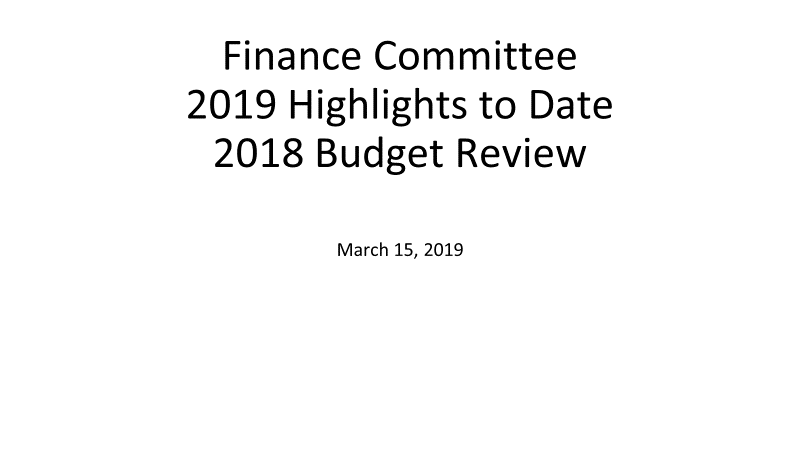 Finance Committee
2019 Highlights to Date
2018 Budget Review
March 15, 2019